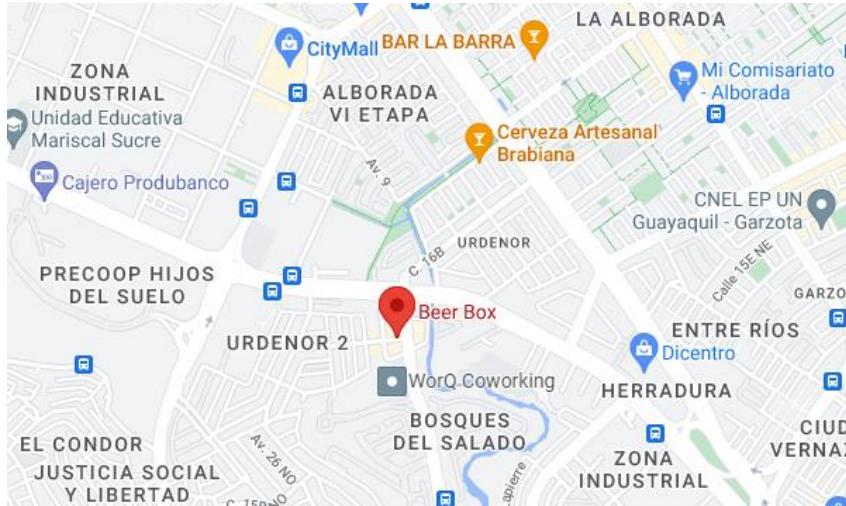 LA ALBORADA
CityMall
BAR LA BARRA
ZONA
INDUSTRIAL
ALBORADA
VI ETAPA
Mi Comisariato
- Alborada
Unidad Educativa
Mariscal Sucre
Cerveza Artesanal
Brabiana
Av. 9
Cajero Produbanco
CNEL EP UN
Guayaquil - Garzota
URDENOR
C. 16B
Calle 15E NE
PRECOOP HIJOS
DEL SUELO
GARZO
Beer Box
ENTRE RÍOS
URDENOR 2
Dicentro
WorQ Coworking
HERRADURA
BOSQUES
DEL SALADO
CIUD
VERNAZ
EL CONDOR
Av. 26 NO
ZONA
INDUSTRIAL
JUSTICIA SOCIAL
Y LIBERTAD
apierre